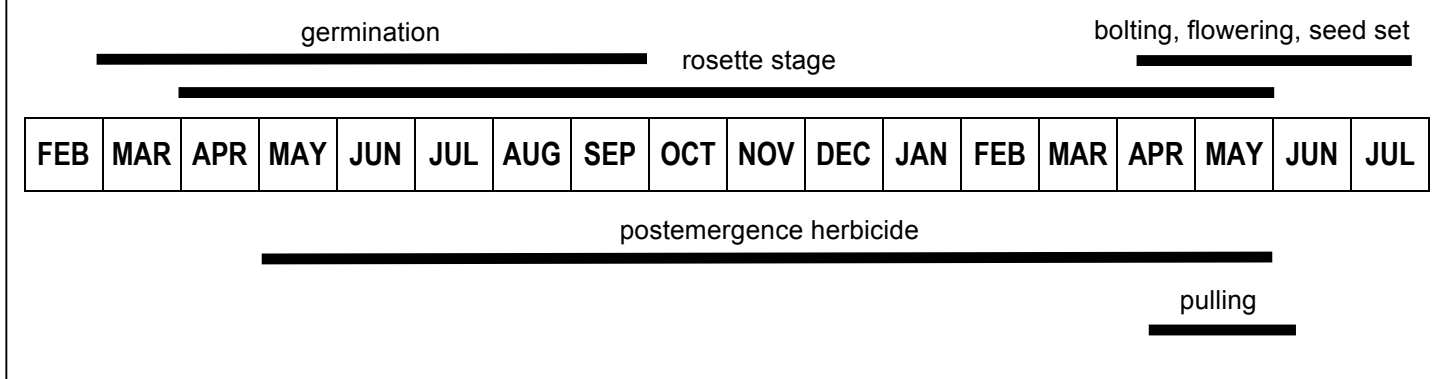 germination
bolting, flowering, seed set
rosette stage
FEB MAR APR MAY JUN JUL AUG SEP OCT NOV DEC JAN FEB MAR APR MAY JUN JUL
postemergence herbicide
pulling